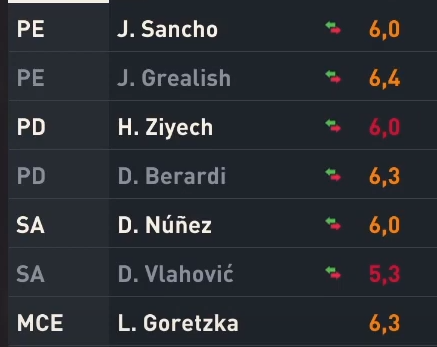 PE J. Sancho 6,0
PE J. Grealish 6,4
PD H. Ziyech 6,0
PD D. Berardi 6,3
SA D. Núñez 6,0
SA D. Vlahović 5,3
MCE L. Goretzka 6,3